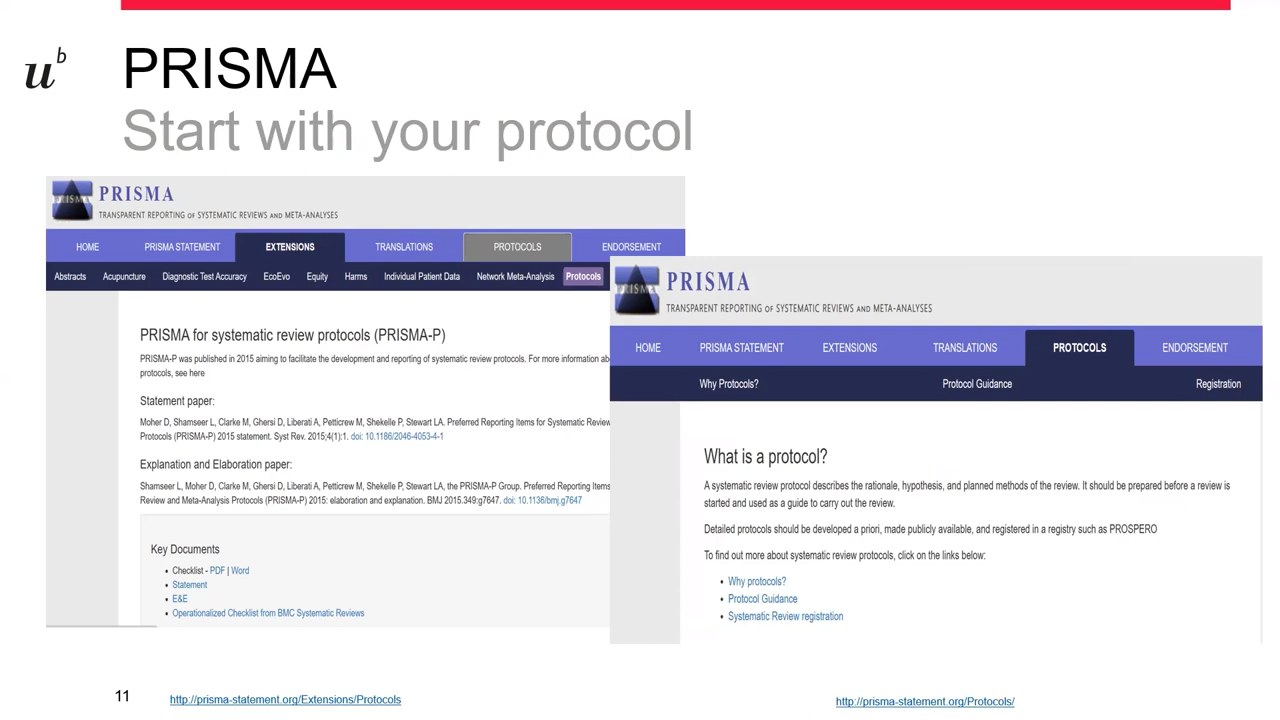 u b
PRISMA
Start with your protocol
PRISMA
TRANSPARENT REPORTING OF SYSTEMATIC REVIEWS AND META-ANALYSES
HOME PRISMA STATEMENT EXTENSIONS TRANSLATIONS PROTOCOLS ENDORSEMENT
Abstracts Acupuncture Diagnostic Test Accuracy EcoEvo Equity Harms Individual Patient Data Network Meta-Analysis Protocols
PRISMA for systematic review protocols (PRISMA-P)
PRISMA-P was published in 2015 aiming to facilitate the development and reporting of systematic review protocols. For more information
protocols, see here
Statement paper:
Moher D, Shamseer L, Clarke M, Ghersi D, Liberati A, Petticrew M, Shekelle P, Stewart LA. Preferred Reporting Items for Systematic
Protocols (PRISMA-P) 2015 statement. Syst Rev. 2015;4(1):1. doi: 10.1186/2046-4053-4-1
Explanation and Elaboration paper:
Shamseer L, Moher D, Clarke M, Ghersi D, Liberati A, Petticrew M, Shekelle P, Stewart LA, the PRISMA-P Group. Preferred Reporting Items
Review and Meta-Analysis Protocols (PRISMA-P) 2015: elaboration and explanation. BMJ 2015.349:g7647. doi: 10.1136/bmj.g7647
Key Documents
• Checklist - PDF | Word
• Statement
• E&E
• Operationalized Checklist from BMC Systematic Reviews
PRISMA
TRANSPARENT REPORTING OF SYSTEMATIC REVIEWS AND META-ANALYSES
HOME PRISMA STATEMENT EXTENSIONS TRANSLATIONS PROTOCOLS ENDORSEMENT
Why Protocols? Protocol Guidance Registration
What is a protocol?
A systematic review protocol describes the rationale, hypothesis, and planned methods of the review. It should be prepared before a review is
started and used as a guide to carry out the review.
Detailed protocols should be developed a priori, made publicly available, and registered in a registry such as PROSPERO
To find out more about systematic review protocols, click on the links below:
• Why protocols?
• Protocol Guidance
• Systematic Review registration
11
http://prisma-statement.org/Extensions/Protocols
http://prisma-statement.org/Protocols/